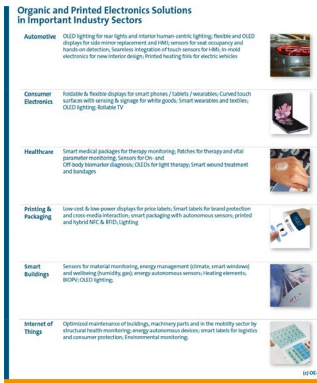 Organic and Printed Electronics Solutions
in Important Industry Sectors
Automotive
OLED lighting for rear lights and interior human-centric lighting; flexible and OLED
displays for side mirror replacement and HMI; sensors for seat occupancy and
hands-on detection; Seamless integration of touch sensors for HMI; in-mold
electronics for new interior design; Printed heating foils for electric vehicles
Consumer
Electronics
Foldable & flexible displays for smart phones / tablets / wearables; Curved touch
surfaces with sensing & signage for white goods; Smart wearables and textiles;
OLED lighting; Rollable TV
Healthcare
Smart medical packages for therapy monitoring; Patches for therapy and vital
parameter monitoring; Sensors for On- and
Off-body biomarker diagnosis; OLEDs for light therapy; Smart wound treatment
and bandages
Printing &
Packaging
Low-cost & low-power displays for price labels; Smart labels for brand protection
and cross-media interaction; smart packaging with autonomous sensors; printed
and hybrid NFC & RFID; Lighting
Smart
Buildings
Sensors for material monitoring, energy management (climate, smart windows)
and wellbeing (humidity, gas); energy autonomous sensors; Heating elements;
BIOPV; OLED lighting;
Internet of
Things
Optimized maintenance of buildings, machinery parts and in the mobility sector by
structural health monitoring; energy autonomous devices; smart labels for logistics
and consumer protection; Environmental monitoring.
(c) OE-